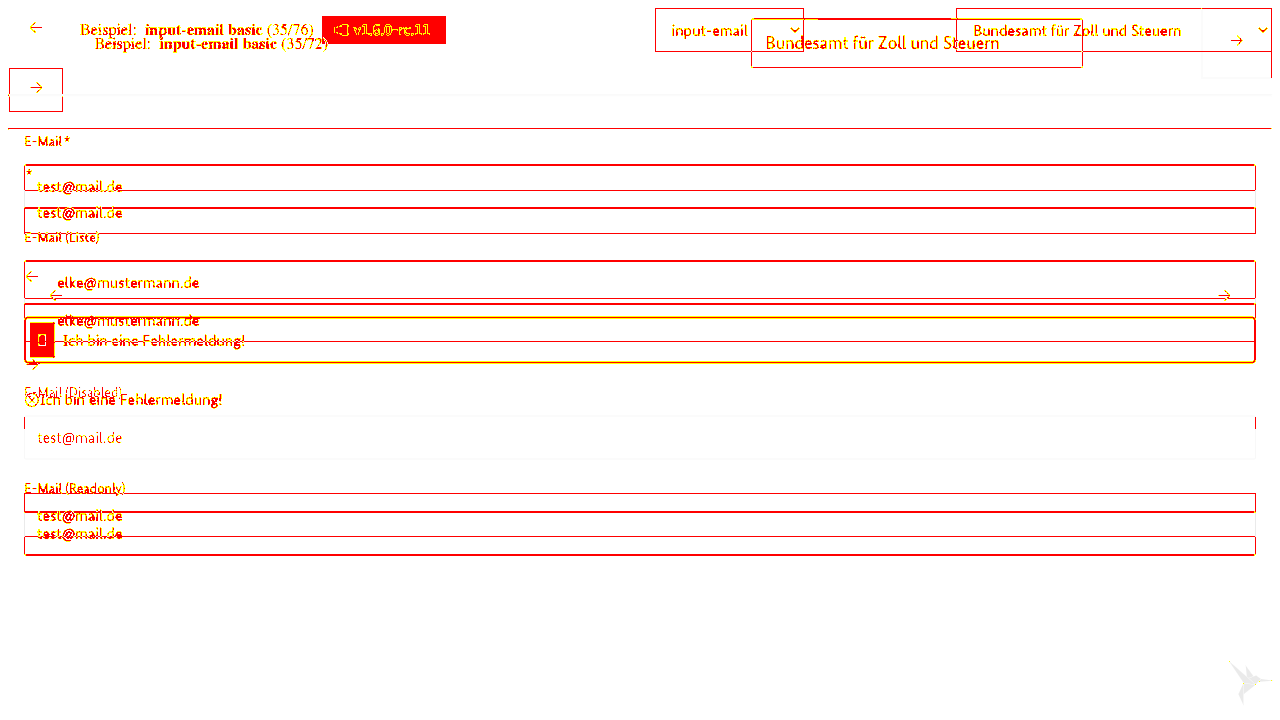 Beispiel: input-email basic (35/76) v1.6.0-rc.11 input-email Bundesamt für Zoll und Steuern
Beispiel: input-email basic (35/72) Bundesamt für Zoll und Steuern
E-Mail *
*
test@mail.de
test@mail.de
E-Mail (Liste)
elke@mustermann.de
elke@mustermann.de
Ich bin eine Fehlermeldung!
E-Mail (Disabled)
Ich bin eine Fehlermeldung!
test@mail.de
E-Mail (Readonly)
test@mail.de
test@mail.de